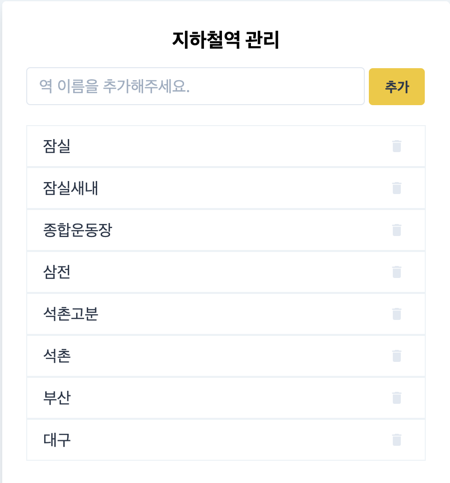 지하철역 관리
역 이름을 추가해주세요.
추가
잠실
잠실새내
종합운동장
삼전
석촌고분
석촌
부산
대구